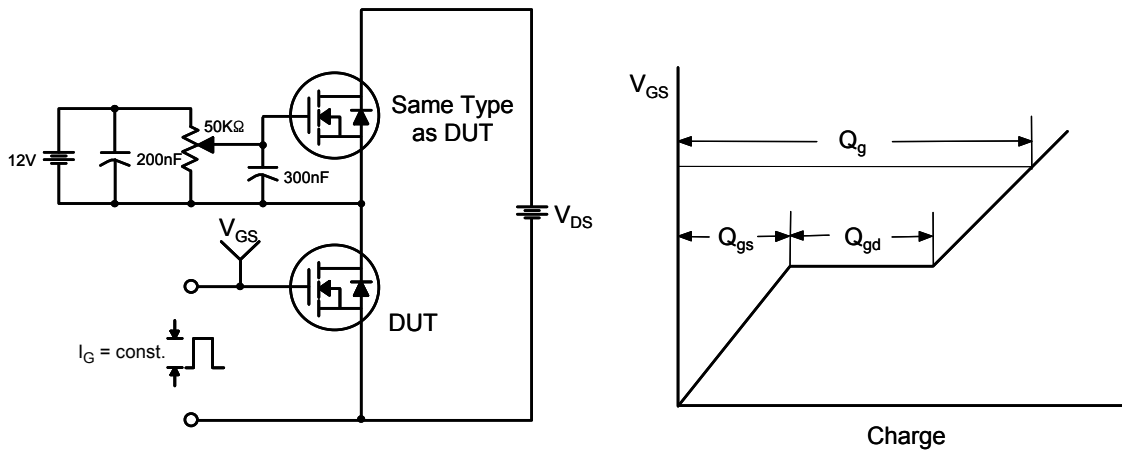 Same Type
as DUT
50KΩ
12V
200nF
300nF
V_GS
V_DS
DUT
I_G = const.
V_GS
Q_g
Q_gs
Q_gd
Charge